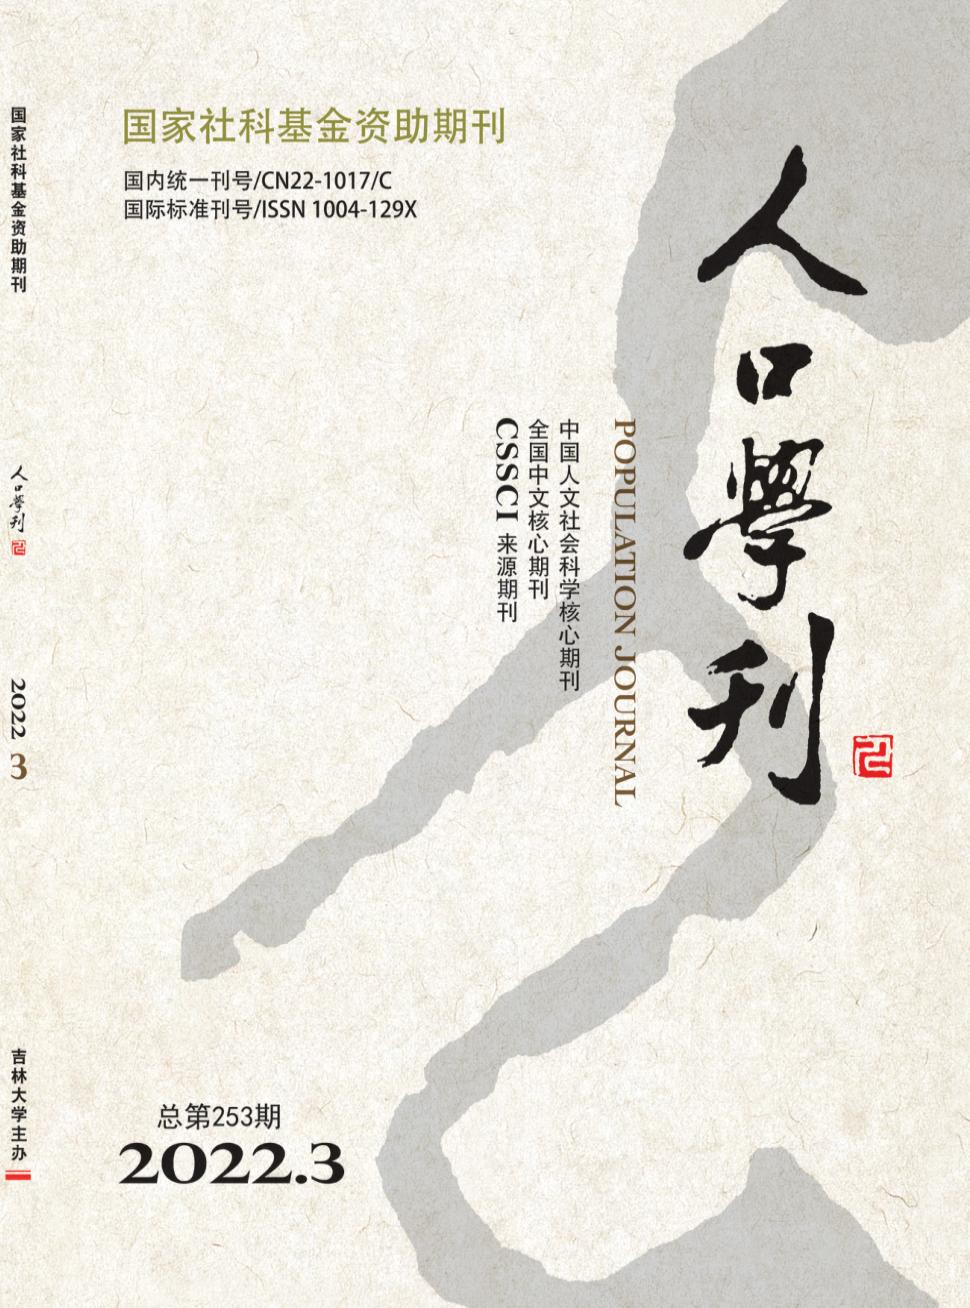 国家社科基金资助期刊
国内统一刊号/CN22-1017/C
国际标准刊号/ISSN 1004-129X
人口學刊
POPULATION JOURNAL
中国人文社会科学核心期刊
全国中文核心期刊
CSSCI 来源期刊
总第253期
2022.3
国家社科基金资助期刊
人口學刊
2022 3
吉林大学主办